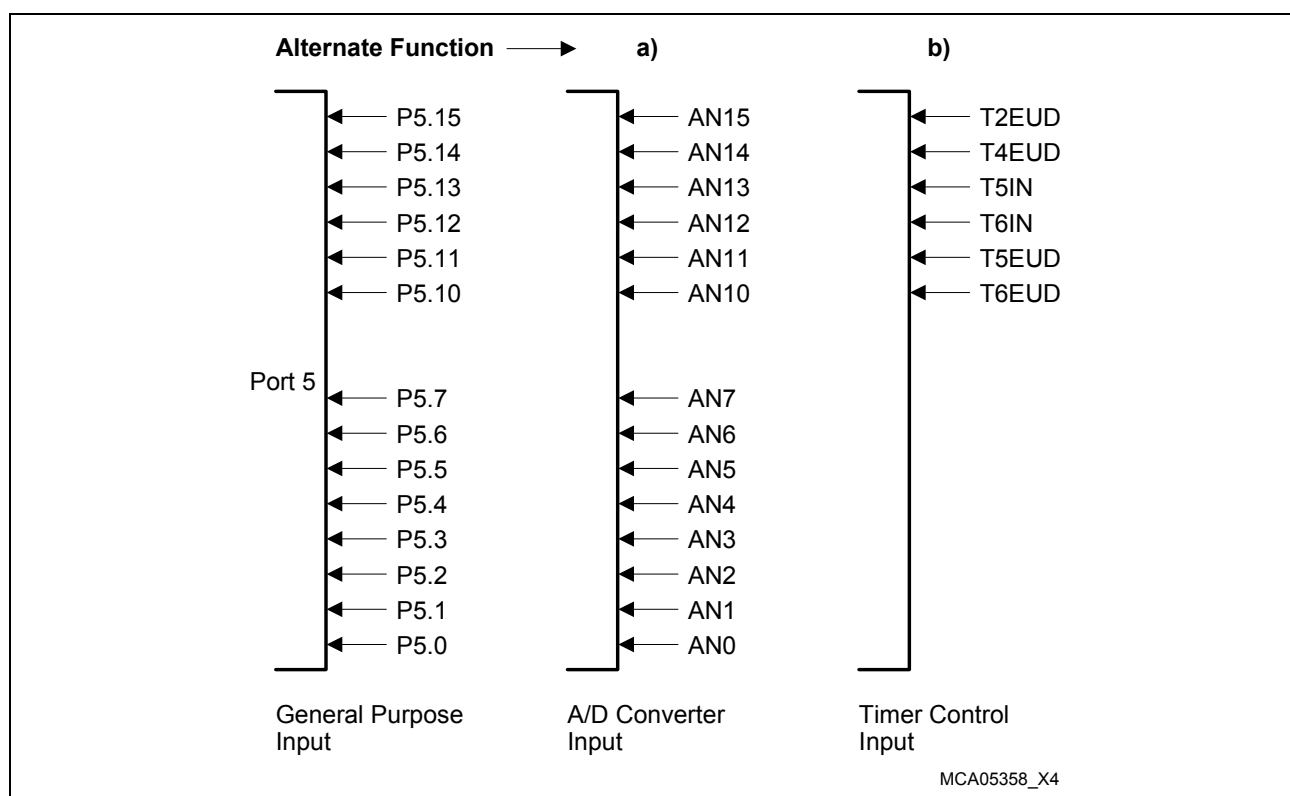 Alternate Function a) b)
P5.15 AN15 T2EUD
P5.14 AN14 T4EUD
P5.13 AN13 T5IN
P5.12 AN12 T6IN
P5.11 AN11 T5EUD
P5.10 AN10 T6EUD
Port 5
P5.7 AN7
P5.6 AN6
P5.5 AN5
P5.4 AN4
P5.3 AN3
P5.2 AN2
P5.1 AN1
P5.0 AN0
General Purpose A/D Converter Timer Control
Input Input Input
MCA05358_X4